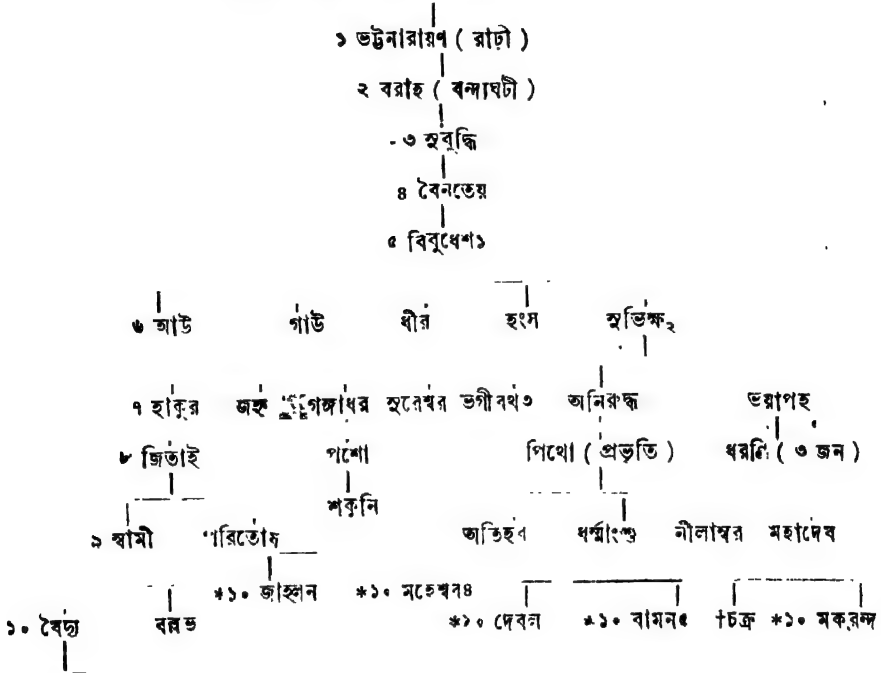 ১ ভট্টনারায়ণ ( রাঢ়ী )
২ বরাহ ( বন্দ্যঘটী )
৩ সুবুদ্ধি
৪ বৈনতেয়
৫ বিবুধেশ১
৬ আউ গাঁউ ধীর হংস সুভিক্ষ২
৭ হাকুর জহ্নু গঙ্গাধর সুরেশ্বর ভগীরথ৩ অনিরুদ্ধ ভয়াপহ
৮ জিতাই পশো পিথো ( প্রভৃতি ) ধরণি ( ৩ জন )
শকুনি
৯ স্বামী পরিতোষ অতিহব ধর্ম্মাংশু নীলাম্বর মহাদেব
*১০ জাহ্লন *১০ মহেশ্বর৪
১০ বৈদ্য বল্লভ *১০ দেবল *১০ বামন৫ †চক্র *১০ মকরন্দ